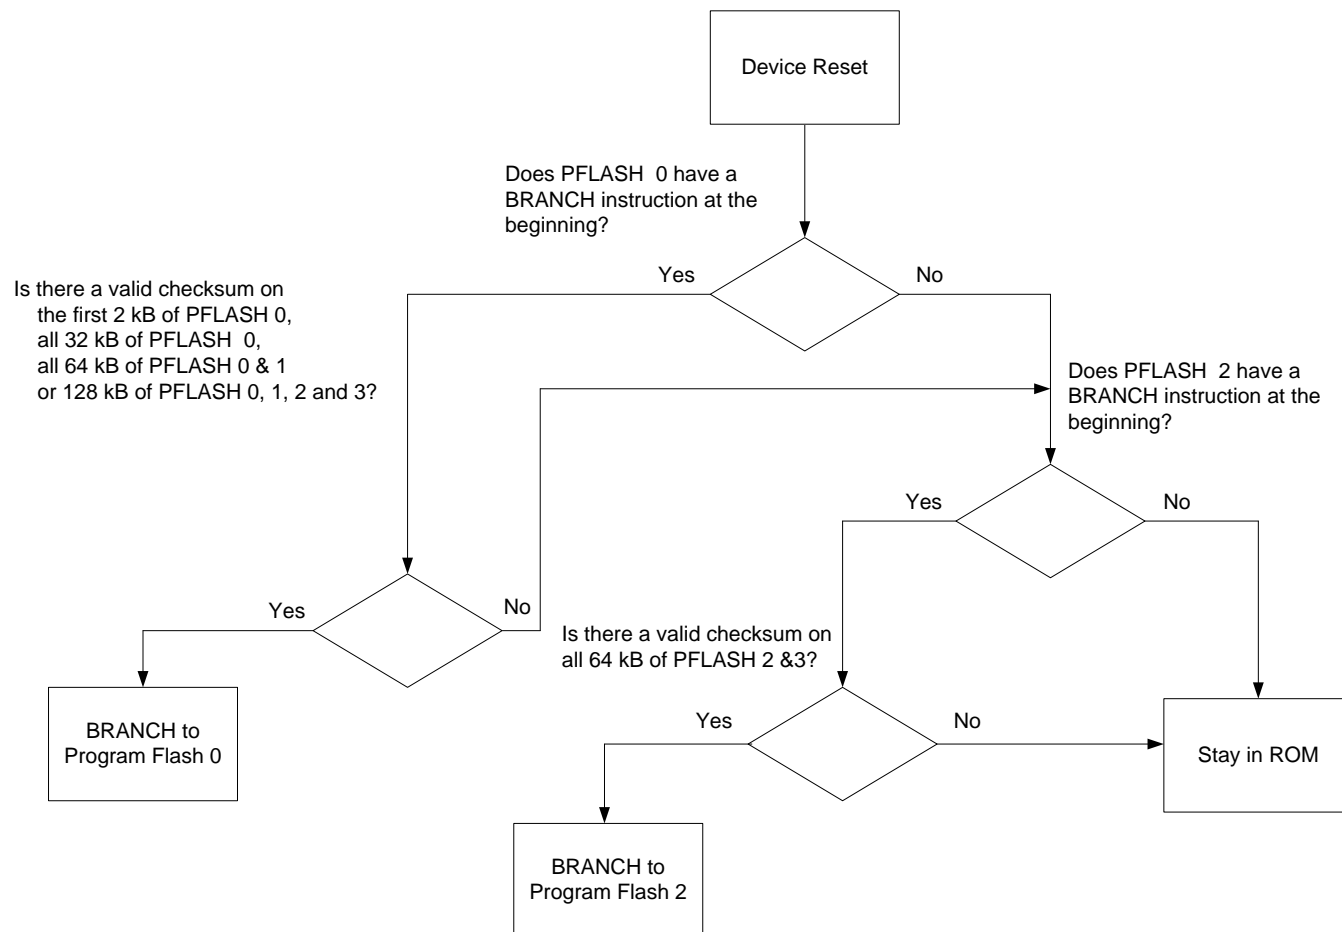 Device Reset
Does PFLASH 0 have a
BRANCH instruction at the
beginning?
Yes
No
Is there a valid checksum on
the first 2 kB of PFLASH 0,
all 32 kB of PFLASH 0,
all 64 kB of PFLASH 0 & 1
or 128 kB of PFLASH 0, 1, 2 and 3?
Does PFLASH 2 have a
BRANCH instruction at the
beginning?
Yes
No
Yes
No
Is there a valid checksum on
all 64 kB of PFLASH 2 &3?
BRANCH to
Program Flash 0
Yes
No
Stay in ROM
BRANCH to
Program Flash 2